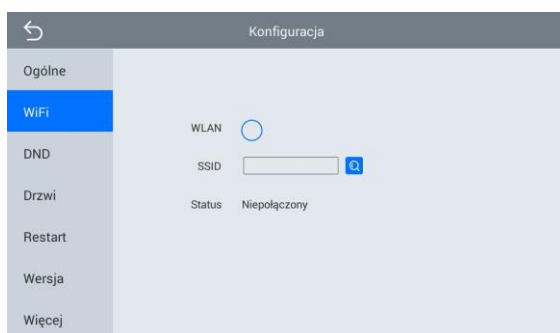 Konfiguracja
Ogólne
WiFi
DND
Drzwi
Restart
Wersja
Więcej
WLAN
SSID
Status Niepołączony